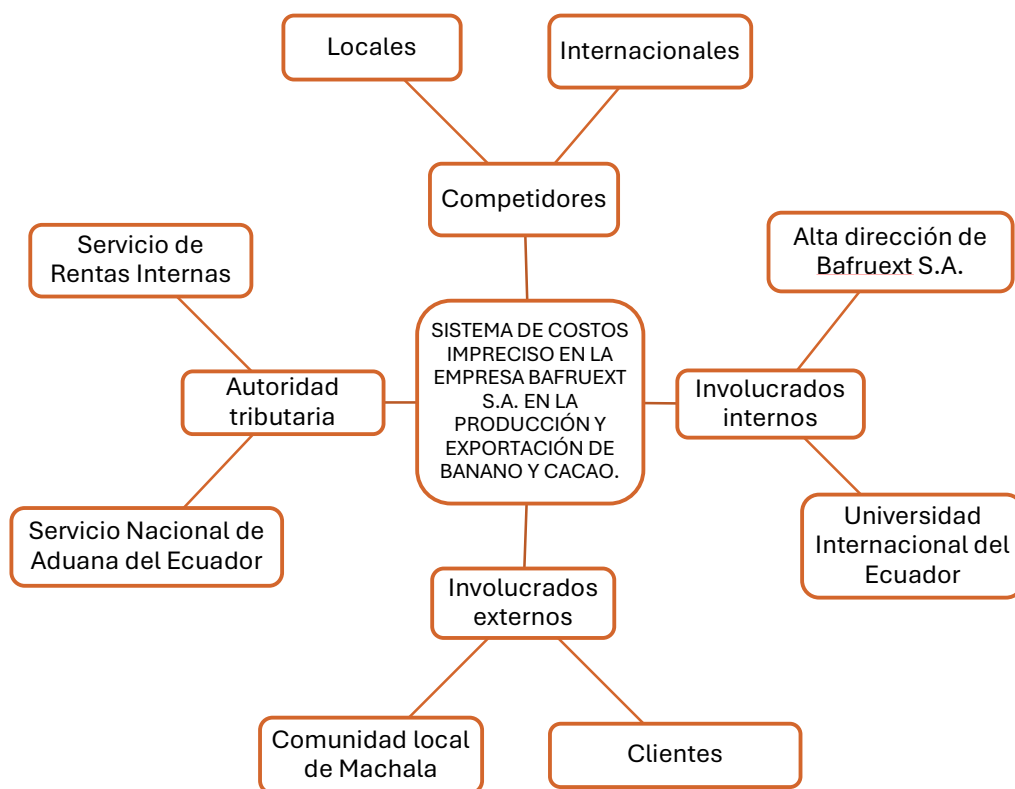 Locales
Internacionales
Competidores
Servicio de
Rentas Internas
Alta dirección de
Bafruext S.A.
SISTEMA DE COSTOS
IMPRECISO EN LA
EMPRESA BAFRUEXT
S.A. EN LA
PRODUCCIÓN Y
EXPORTACIÓN DE
BANANO Y CACAO.
Autoridad
tributaria
Involucrados
internos
Servicio Nacional de
Aduana del Ecuador
Universidad
Internacional del
Ecuador
Involucrados
externos
Comunidad local
de Machala
Clientes